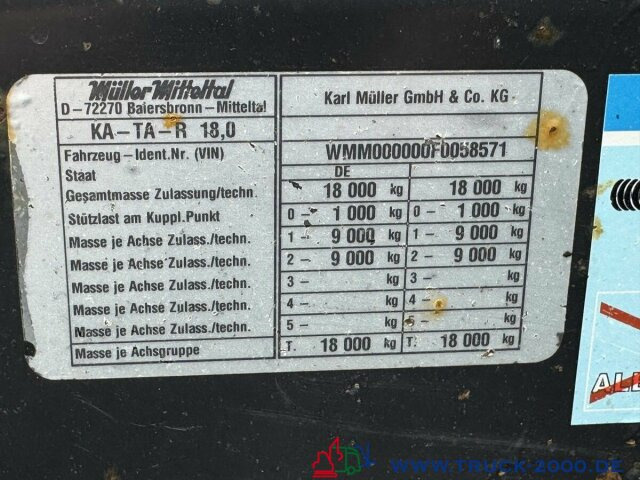 Müller Mitteltal
D-72270 Baiersbronn-Mitteltal
Karl Müller GmbH & Co. KG
KA-TA-R 18,0
Fahrzeug-Ident.Nr. (VIN) WMM000000F0058571
Staat DE
Gesamtmasse Zulassung/techn. 18 000 kg 18 000 kg
Stützlast am Kuppl.Punkt 0- 1 000 kg 0- 1 000 kg
Masse je Achse Zulass./techn. 1- 9 000 kg 1- 9 000 kg
Masse je Achse Zulass./techn. 2- 9 000 kg 2- 9 000 kg
Masse je Achse Zulass./techn. 3- kg 3- kg
Masse je Achse Zulass./techn. 4- kg 4- kg
Masse je Achse Zulass./techn. 5- kg 5- kg
Masse je Achsgruppe T. 18 000 kg T. 18 000 kg
WWW.TRUCK-2000.DE